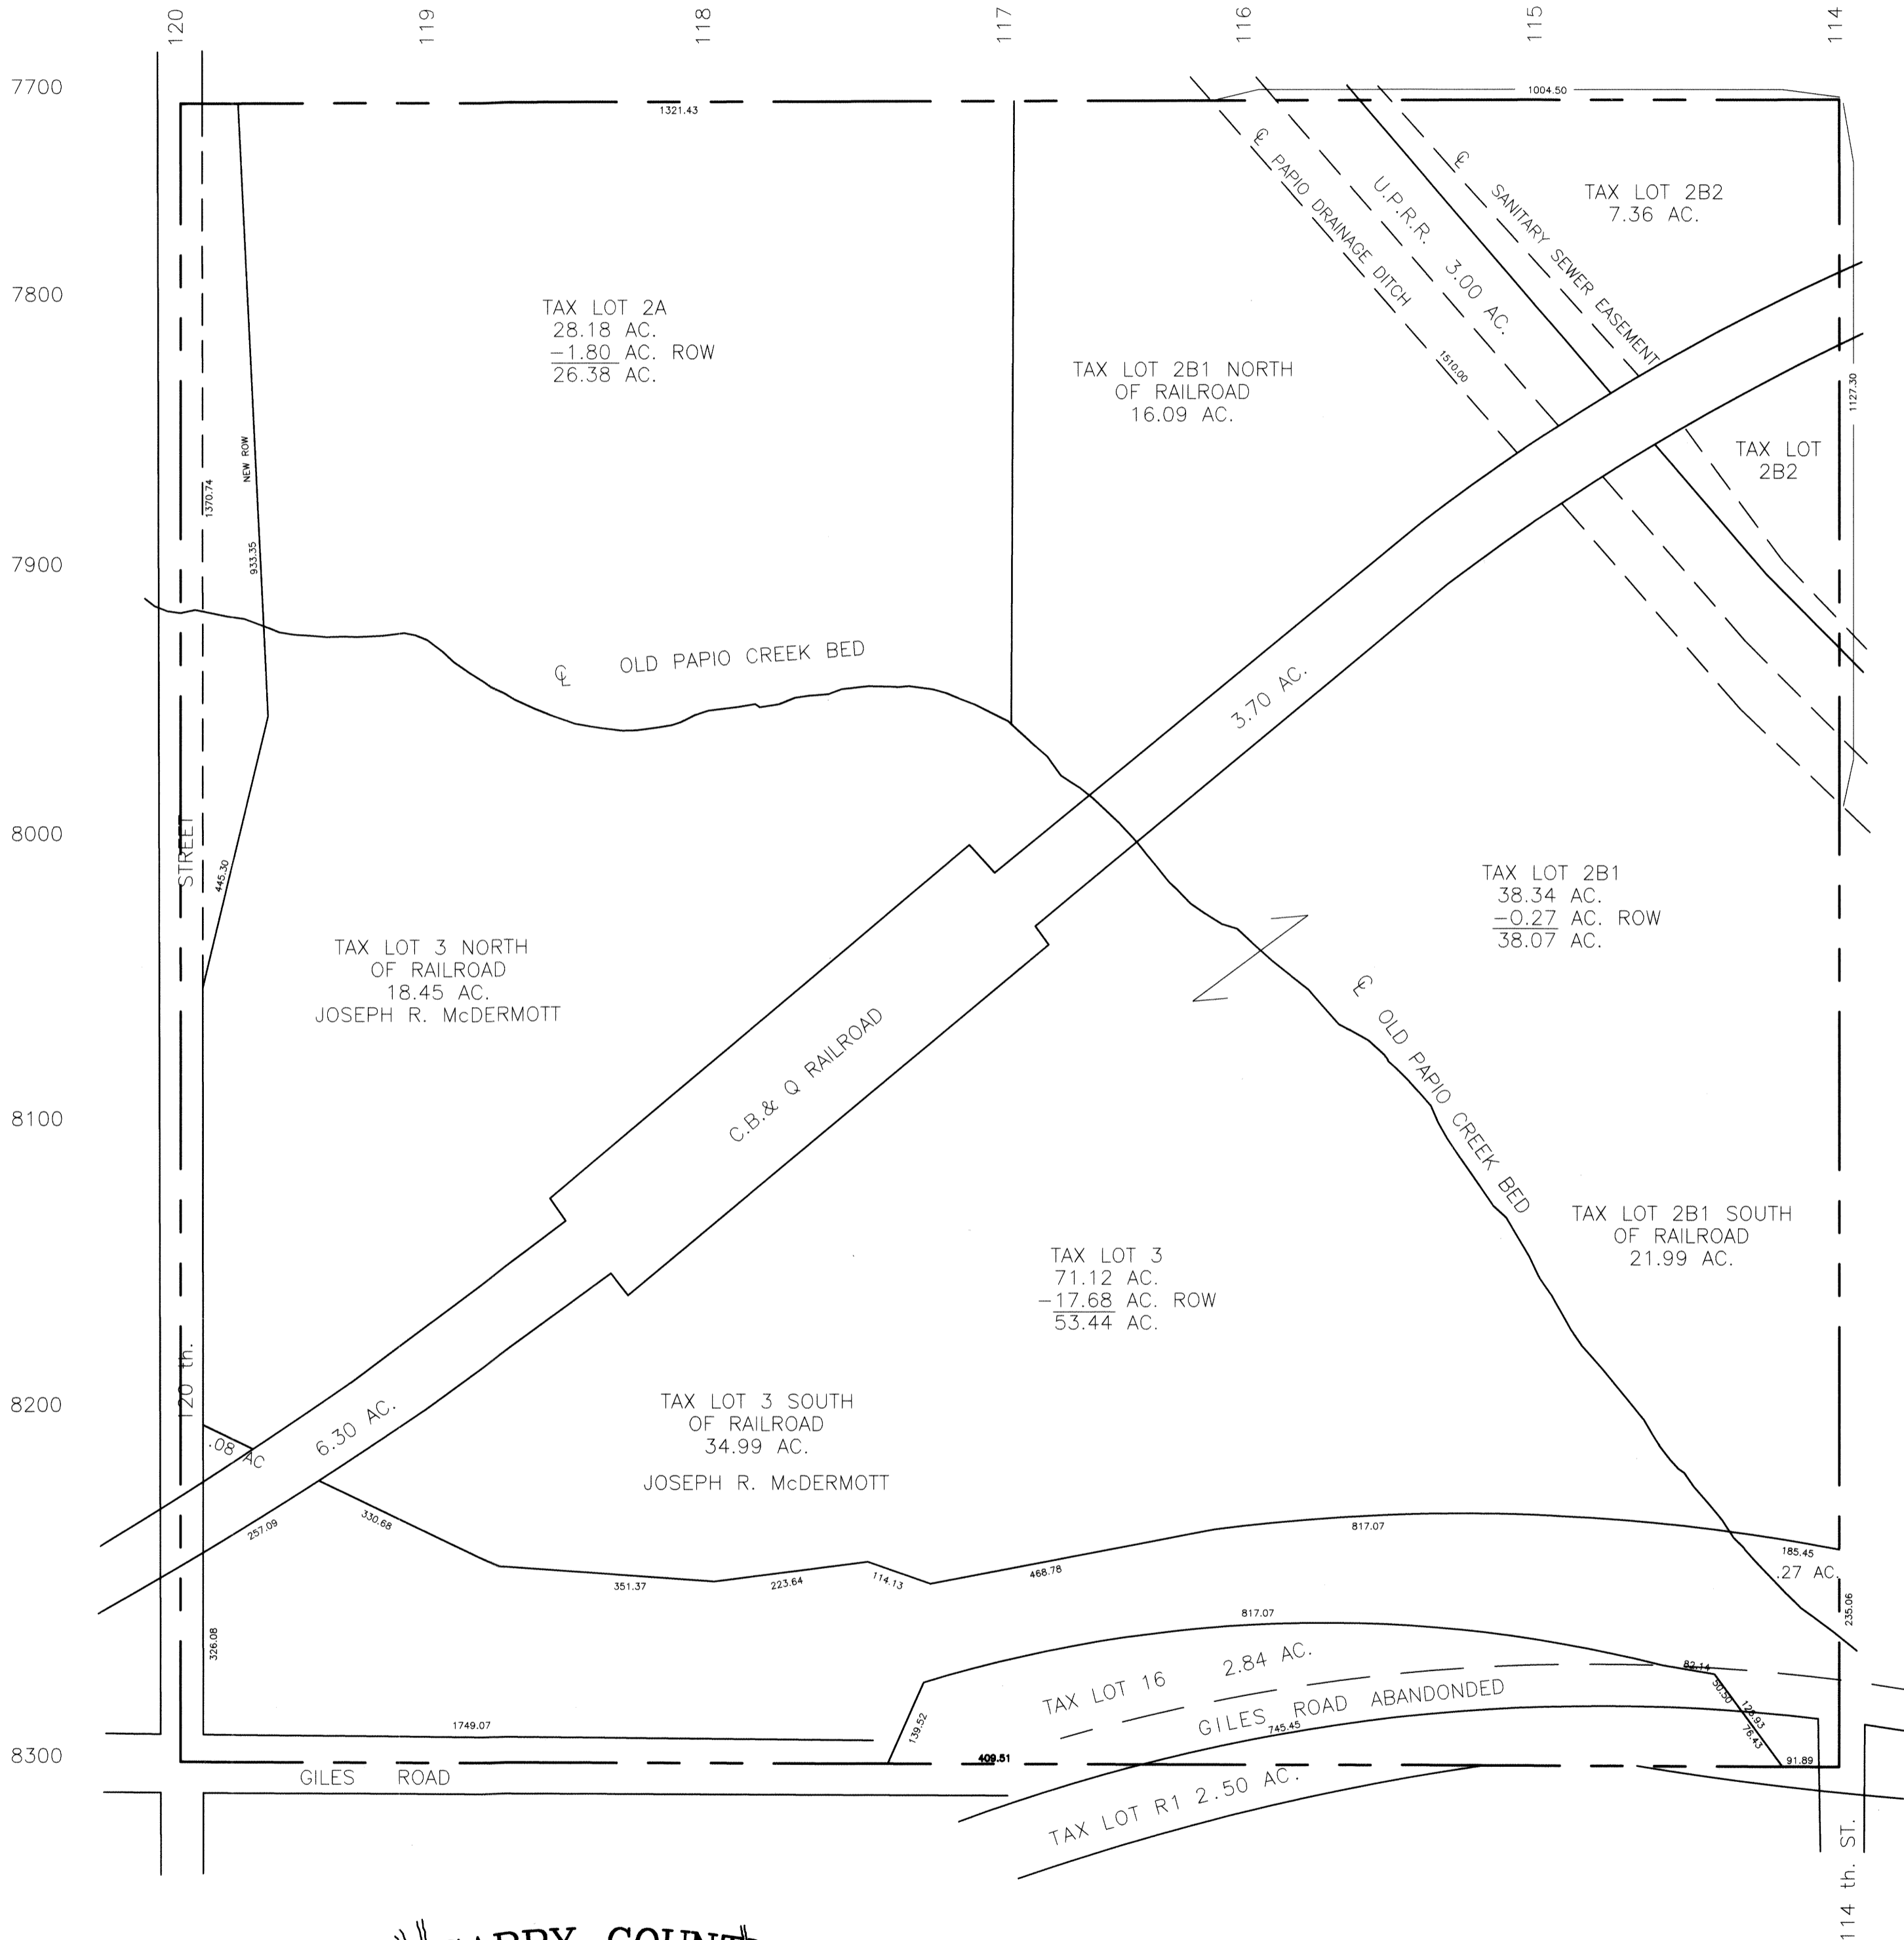 120
119
118
117
116
115
114
7700
7800
7900
8000
8100
8200
8300
1321.43
1004.50
℄ PAPIO DRAINAGE DITCH
U.P.R.R. 3.00 AC.
℄ SANITARY SEWER EASEMENT
TAX LOT 2B2
7.36 AC.
TAX LOT 2A
28.18 AC.
-1.80 AC. ROW
26.38 AC.
TAX LOT 2B1 NORTH
OF RAILROAD
16.09 AC.
1510.00
1127.30
TAX LOT
2B2
NEW ROW
1370.74
933.35
℄ OLD PAPIO CREEK BED
3.70 AC.
STREET
445.30
TAX LOT 2B1
38.34 AC.
-0.27 AC. ROW
38.07 AC.
TAX LOT 3 NORTH
OF RAILROAD
18.45 AC.
JOSEPH R. McDERMOTT
C.B.& Q RAILROAD
℄ OLD PAPIO CREEK BED
TAX LOT 2B1 SOUTH
OF RAILROAD
21.99 AC.
TAX LOT 3
71.12 AC.
-17.68 AC. ROW
53.44 AC.
120 th.
TAX LOT 3 SOUTH
OF RAILROAD
34.99 AC.
JOSEPH R. McDERMOTT
6.30 AC.
.08 AC
257.09
330.68
351.37
223.64
114.13
468.78
817.07
185.45
.27 AC.
235.06
326.08
817.07
TAX LOT 16 2.84 AC.
82.14
50.50
GILES ROAD ABANDONDED
745.45
76.43
139.52
1749.07
409.51
91.89
GILES ROAD
TAX LOT R1 2.50 AC.
114 th. ST.